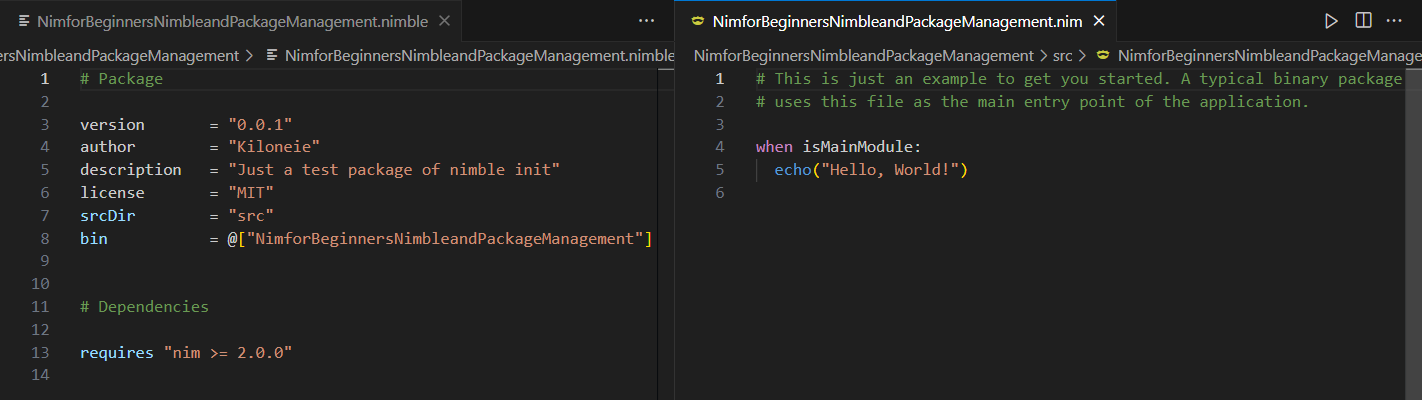 NimforBeginnersNimbleandPackageManagement.nimble
ersNimbleandPackageManagement > NimforBeginnersNimbleandPackageManagement.nimble
1 # Package
2
3 version = "0.0.1"
4 author = "Kiloneie"
5 description = "Just a test package of nimble init"
6 license = "MIT"
7 srcDir = "src"
8 bin = @["NimforBeginnersNimbleandPackageManagement"]
9
10
11 # Dependencies
12
13 requires "nim >= 2.0.0"
14
NimforBeginnersNimbleandPackageManagement.nim
NimforBeginnersNimbleandPackageManagement > src > NimforBeginnersNimbleandPackageManage
1 # This is just an example to get you started. A typical binary package
2 # uses this file as the main entry point of the application.
3
4 when isMainModule:
5 echo("Hello, World!")
6